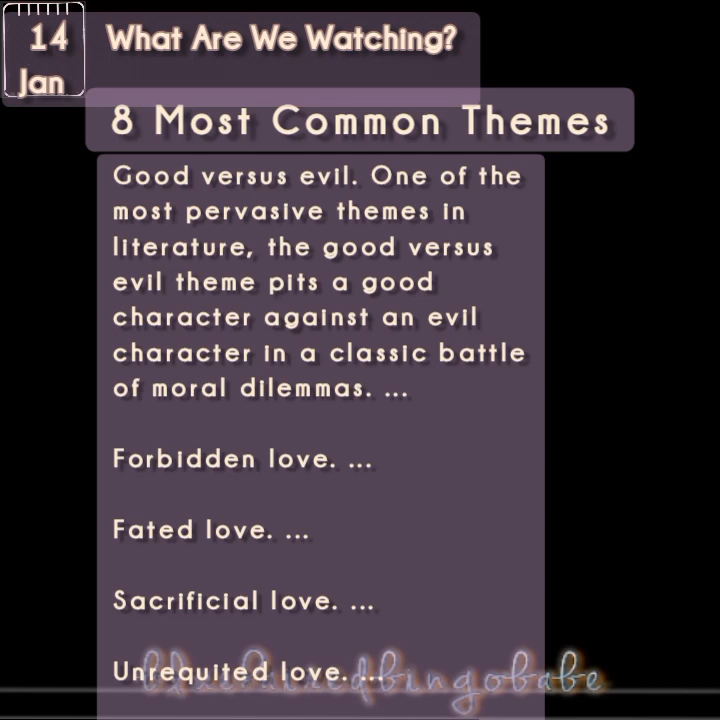 14
Jan
What Are We Watching?
8 Most Common Themes
Good versus evil. One of the
most pervasive themes in
literature, the good versus
evil theme pits a good
character against an evil
character in a classic battle
of moral dilemmas. ...
Forbidden love. ...
Fated love. ...
Sacrificial love. ...
Unrequited love. ...
bluehairedbingobabe